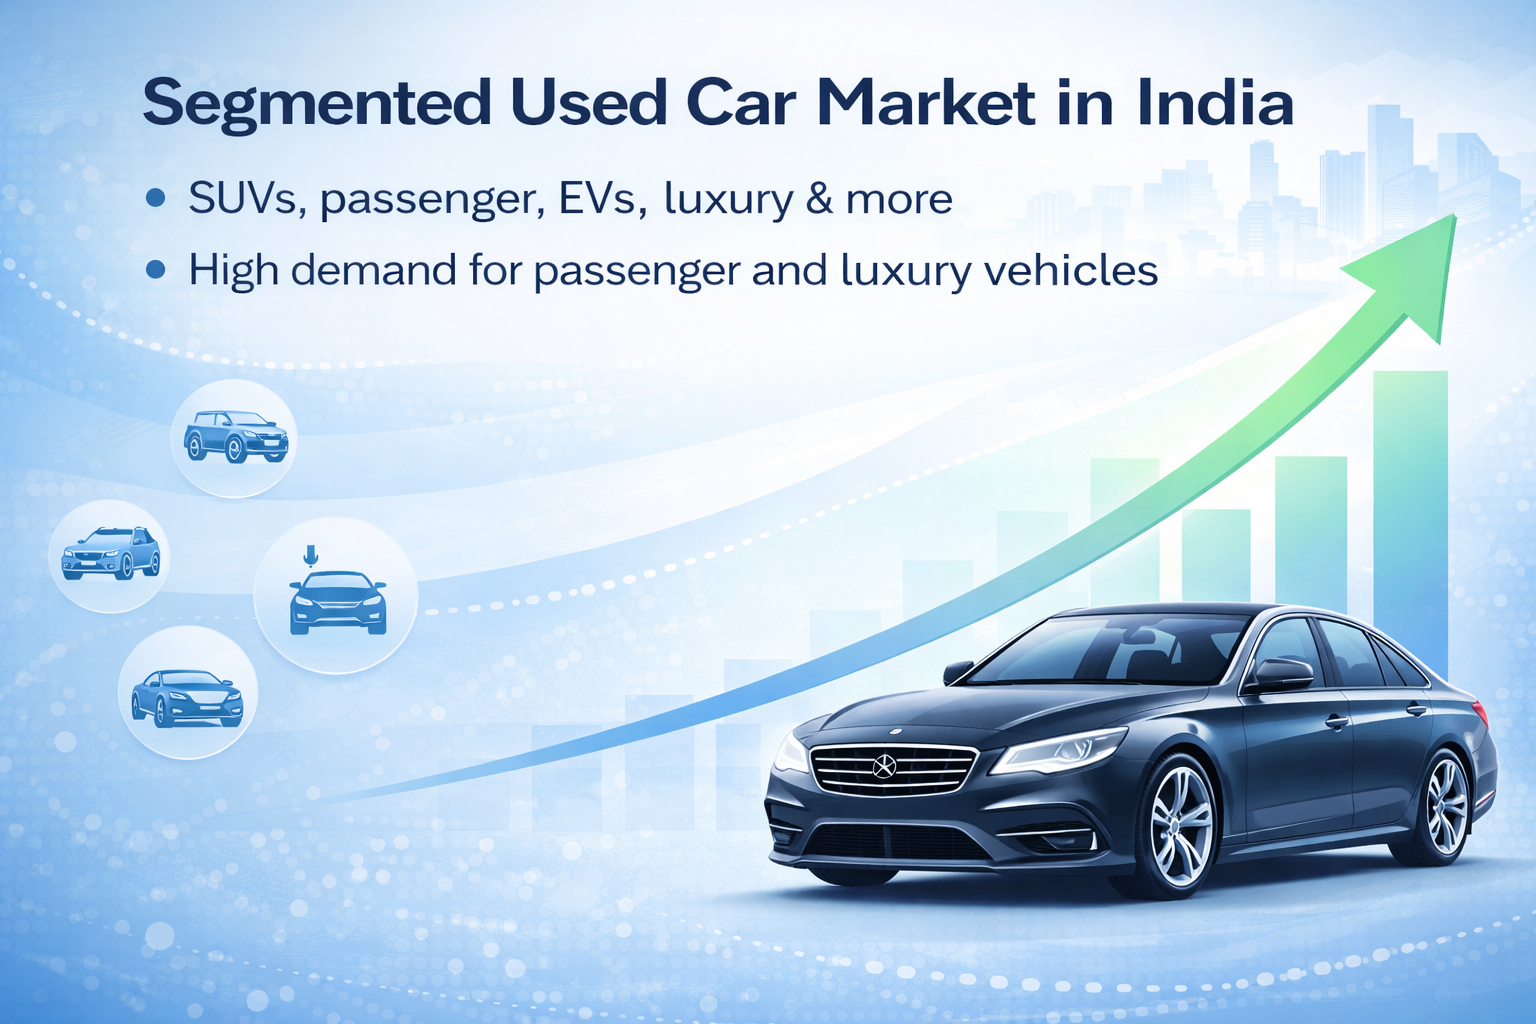 Segmented Used Car Market in India
• SUVs, passenger, EVs, luxury & more
• High demand for passenger and luxury vehicles